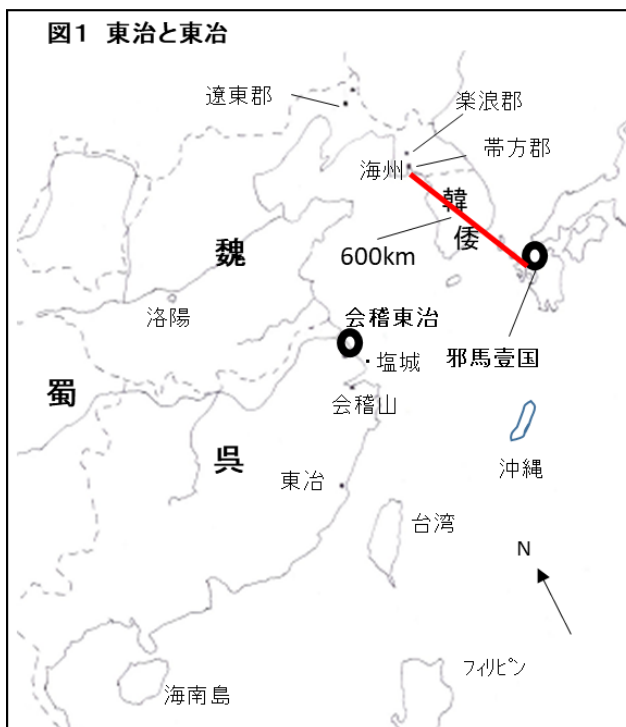 図1 東治と東冶
遼東郡
楽浪郡
海州
帯方郡
韓
倭
魏
600km
洛陽
会稽東治
塩城
邪馬壹国
蜀
会稽山
呉
東冶
沖縄
台湾
N
フィリピン
海南島